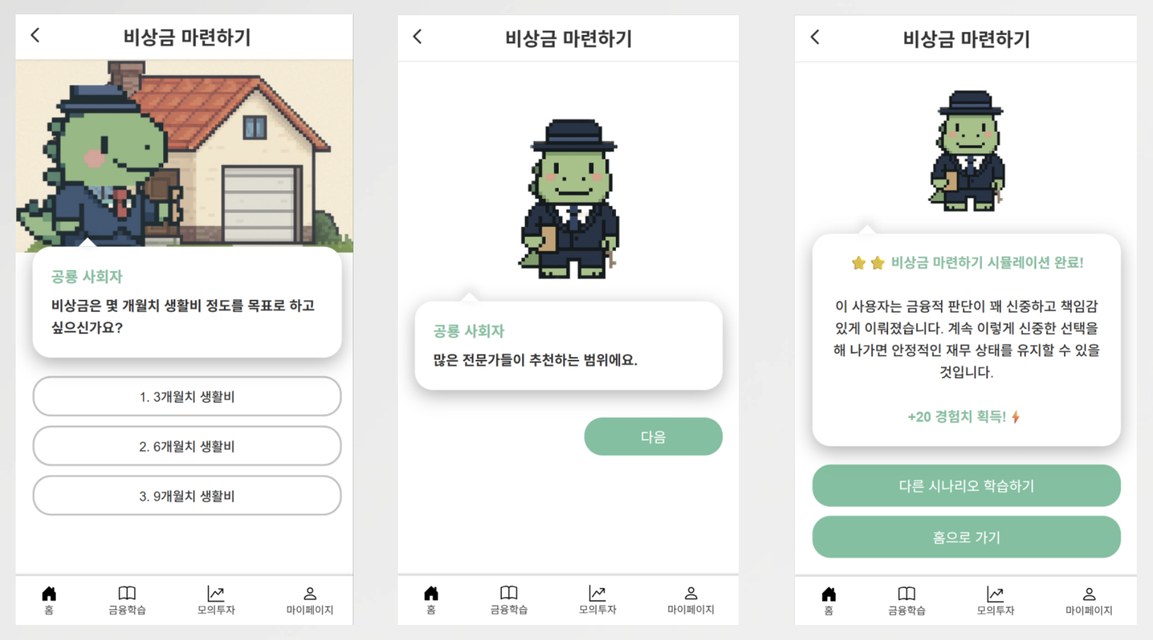 비상금 마련하기
공룡 사회자
비상금은 몇 개월치 생활비 정도를 목표로 하고
싶으신가요?
1. 3개월치 생활비
2. 6개월치 생활비
3. 9개월치 생활비
홈
금융학습
모의투자
마이페이지
비상금 마련하기
공룡 사회자
많은 전문가들이 추천하는 범위에요.
다음
홈
금융학습
모의투자
마이페이지
비상금 마련하기
⭐⭐ 비상금 마련하기 시뮬레이션 완료!
이 사용자는 금융적 판단이 꽤 신중하고 책임감
있게 이뤄졌습니다. 계속 이렇게 신중한 선택을
해 나가면 안정적인 재무 상태를 유지할 수 있을
것입니다.
+20 경험치 획득!⚡
다른 시나리오 학습하기
홈으로 가기
홈
금융학습
모의투자
마이페이지